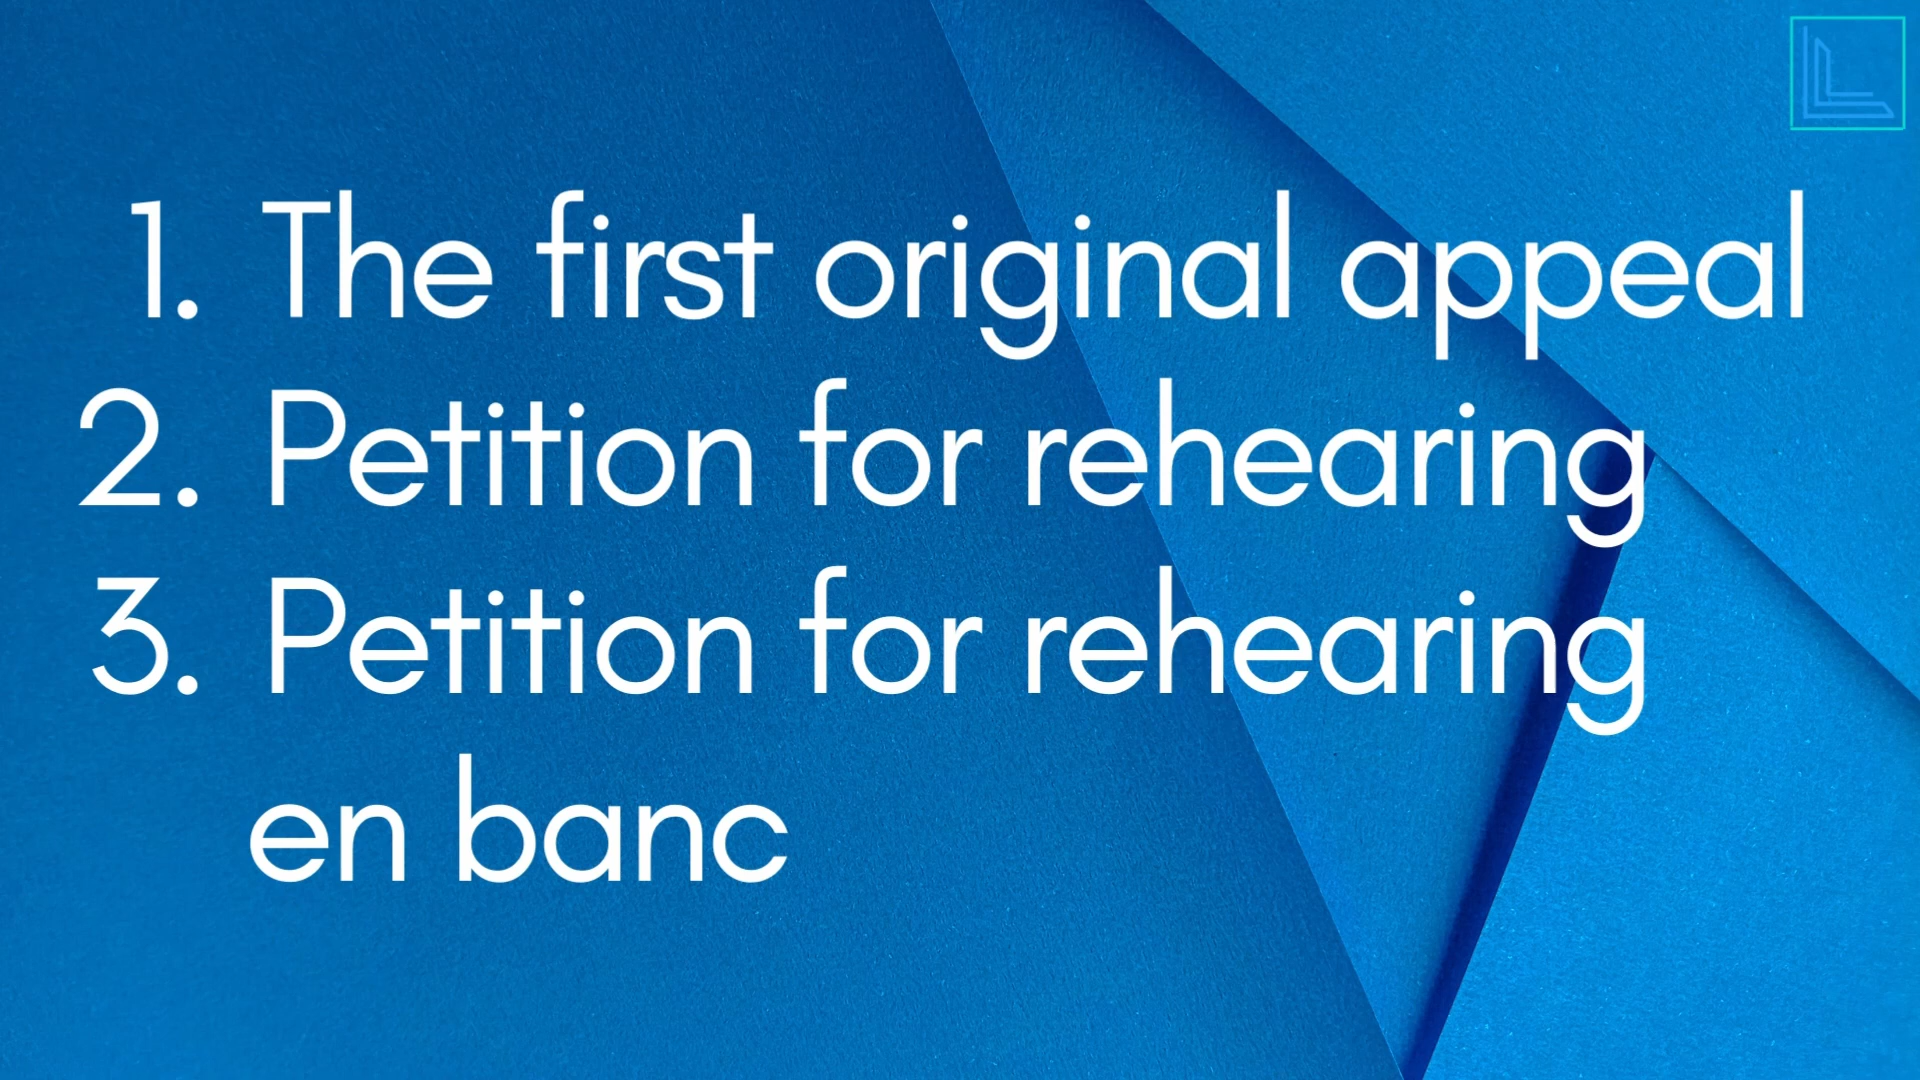 1. The first original appeal
2. Petition for rehearing
3. Petition for rehearing
en banc